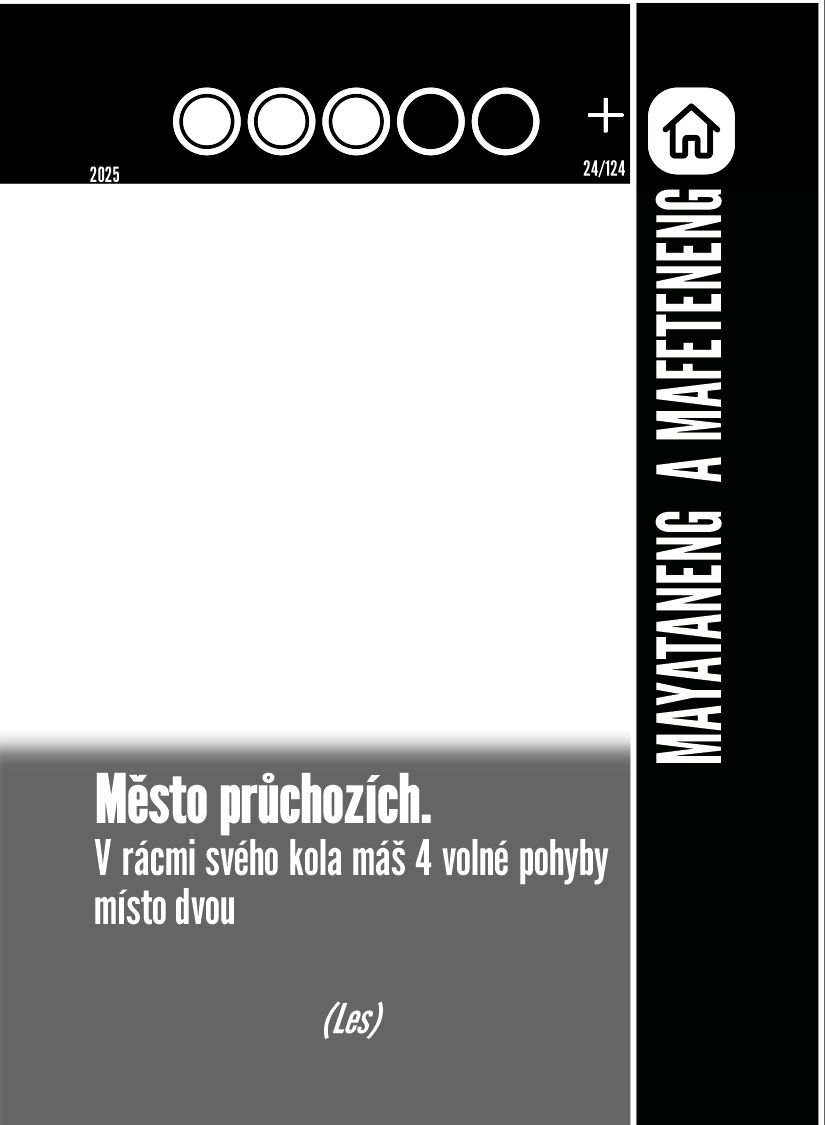 2025
24/124
MAYATANENG A MAFETENENG
Město průchozích.
V rácmi svého kola máš 4 volné pohyby
místo dvou
(Les)